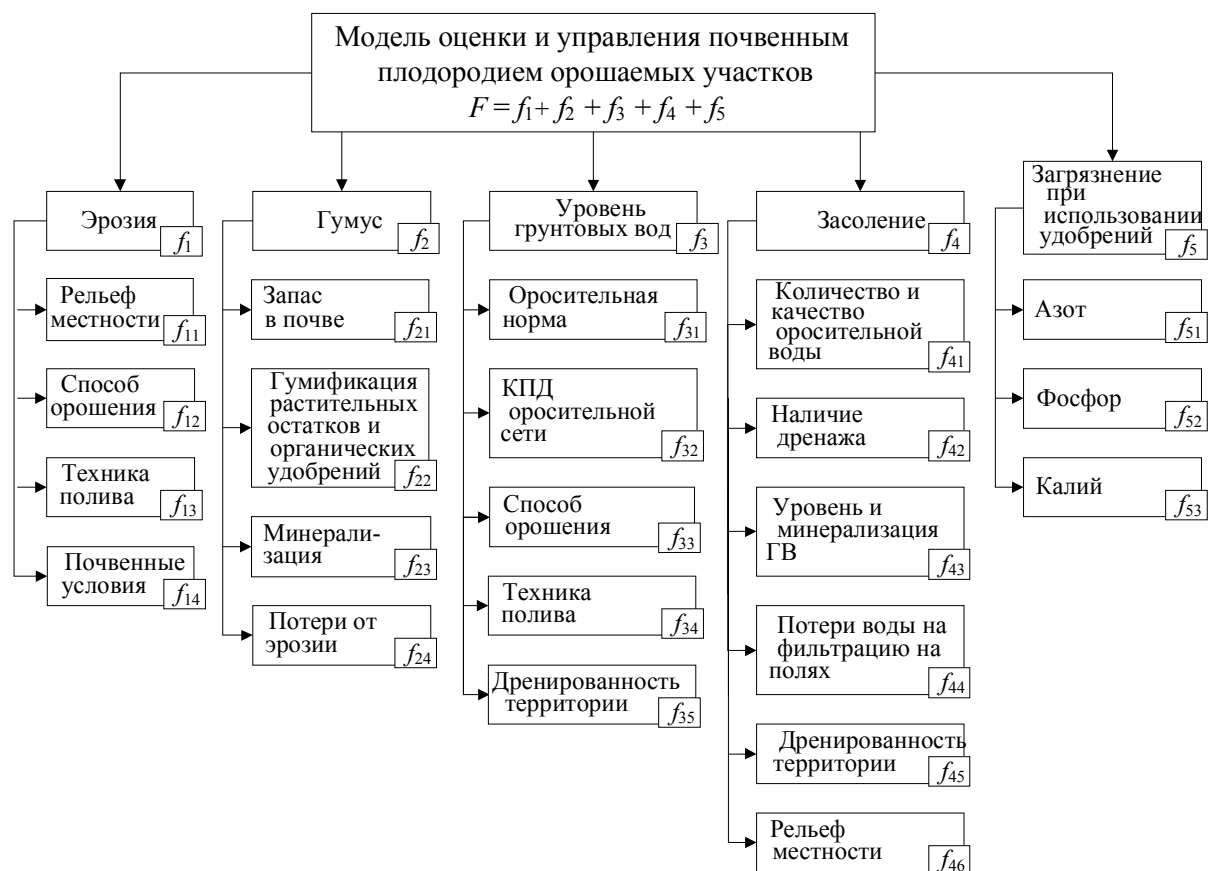 Модель оценки и управления почвенным
плодородием орошаемых участков
F = f1 + f2 + f3 + f4 + f5
Эрозия
f1
Рельеф
местности
f11
Способ
орошения
f12
Техника
полива
f13
Почвенные
условия
f14
Гумус
f2
Запас
в почве
f21
Гумификация
растительных
остатков и
органических
удобрений
f22
Минерали-
зация
f23
Потери от
эрозии
f24
Уровень
грунтовых вод
f3
Оросительная
норма
f31
КПД
оросительной
сети
f32
Способ
орошения
f33
Техника
полива
f34
Дренированность
территории
f35
Засоление
f4
Количество и
качество
оросительной
воды
f41
Наличие
дренажа
f42
Уровень и
минерализация
ГВ
f43
Потери воды на
фильтрацию на
полях
f44
Дренированность
территории
f45
Рельеф
местности
f46
Загрязнение
при
использовании
удобрений
f5
Азот
f51
Фосфор
f52
Калий
f53